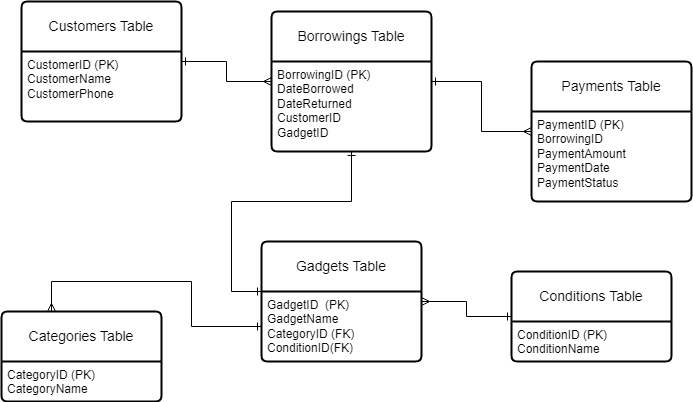 Customers Table
CustomerID (PK)
CustomerName
CustomerPhone
Borrowings Table
BorrowingID (PK)
DateBorrowed
DateReturned
CustomerID
GadgetID
Payments Table
PaymentID (PK)
BorrowingID
PaymentAmount
PaymentDate
PaymentStatus
Gadgets Table
GadgetID  (PK)
GadgetName
CategoryID (FK)
ConditionID(FK)
Conditions Table
ConditionID (PK)
ConditionName
Categories Table
CategoryID (PK)
CategoryName